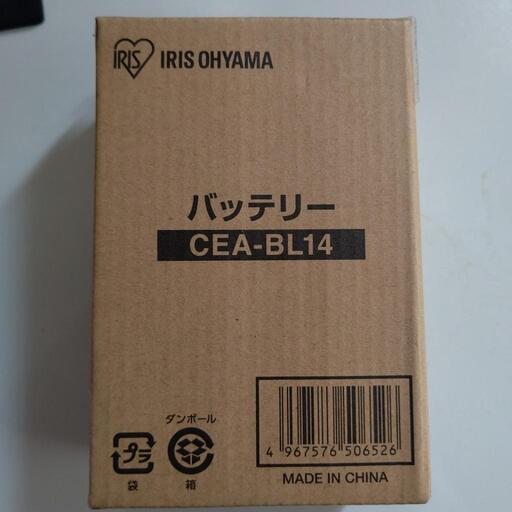 IRIS IRIS OHYAMA
バッテリー
CEA-BL14
ダンボール
プラ
袋 箱
4 967576 506526
MADE IN CHINA